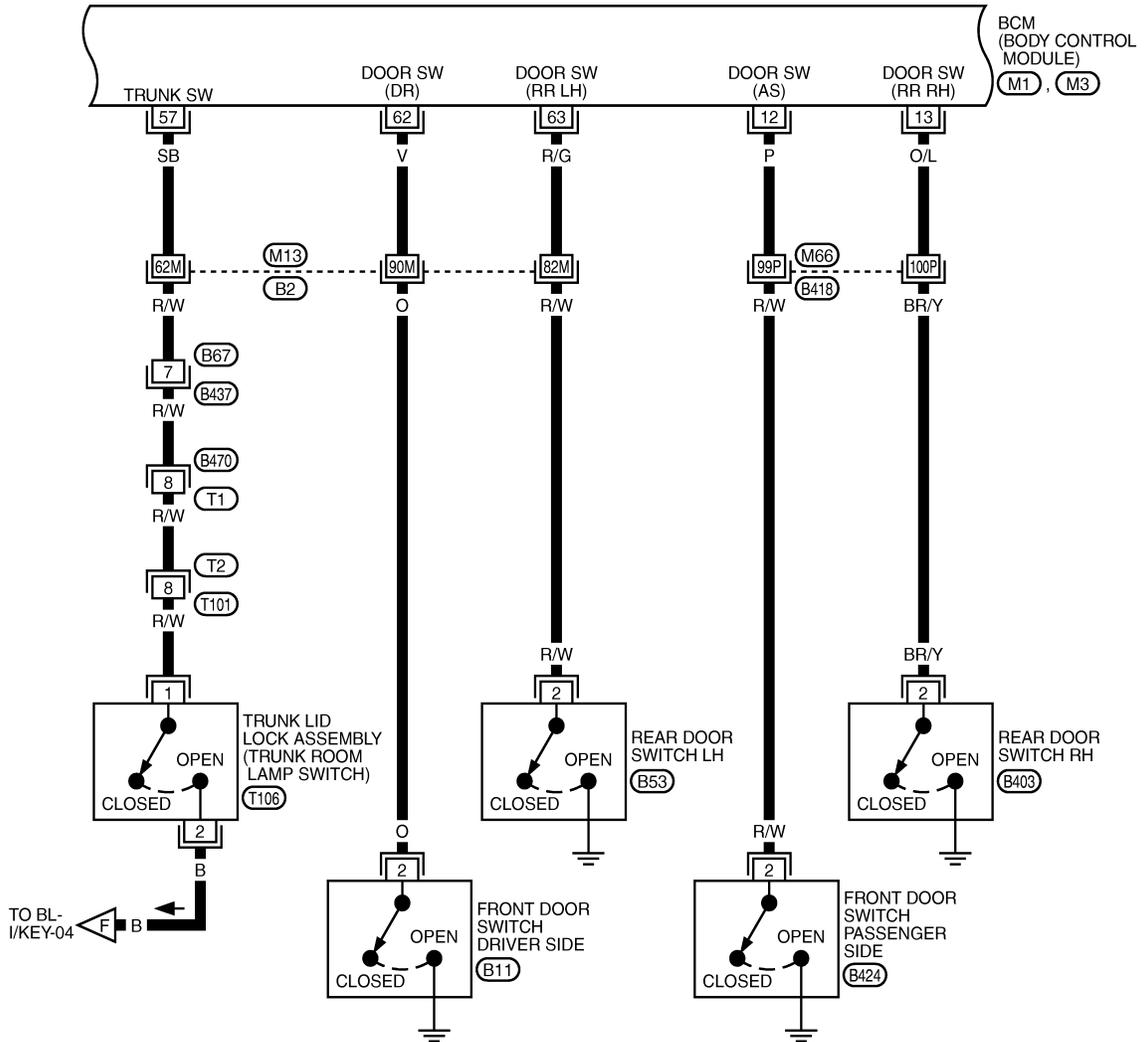 BCM
(BODY CONTROL
MODULE)
M1 , M3
TRUNK SW
DOOR SW
(DR)
DOOR SW
(RR LH)
DOOR SW
(AS)
DOOR SW
(RR RH)
57
62
63
12
13
SB
V
R/G
P
O/L
62M
M13
B2
90M
82M
99P
M66
B418
100P
R/W
O
R/W
R/W
BR/Y
7
B67
B437
R/W
8
B470
T1
R/W
8
T2
T101
R/W
R/W
BR/Y
1
2
2
OPEN
CLOSED
TRUNK LID
LOCK ASSEMBLY
(TRUNK ROOM
LAMP SWITCH)
T106
OPEN
CLOSED
REAR DOOR
SWITCH LH
B53
OPEN
CLOSED
REAR DOOR
SWITCH RH
B403
2
B
O
R/W
2
2
TO BL-
I/KEY-04
F
B
OPEN
CLOSED
FRONT DOOR
SWITCH
DRIVER SIDE
B11
OPEN
CLOSED
FRONT DOOR
SWITCH
PASSENGER
SIDE
B424